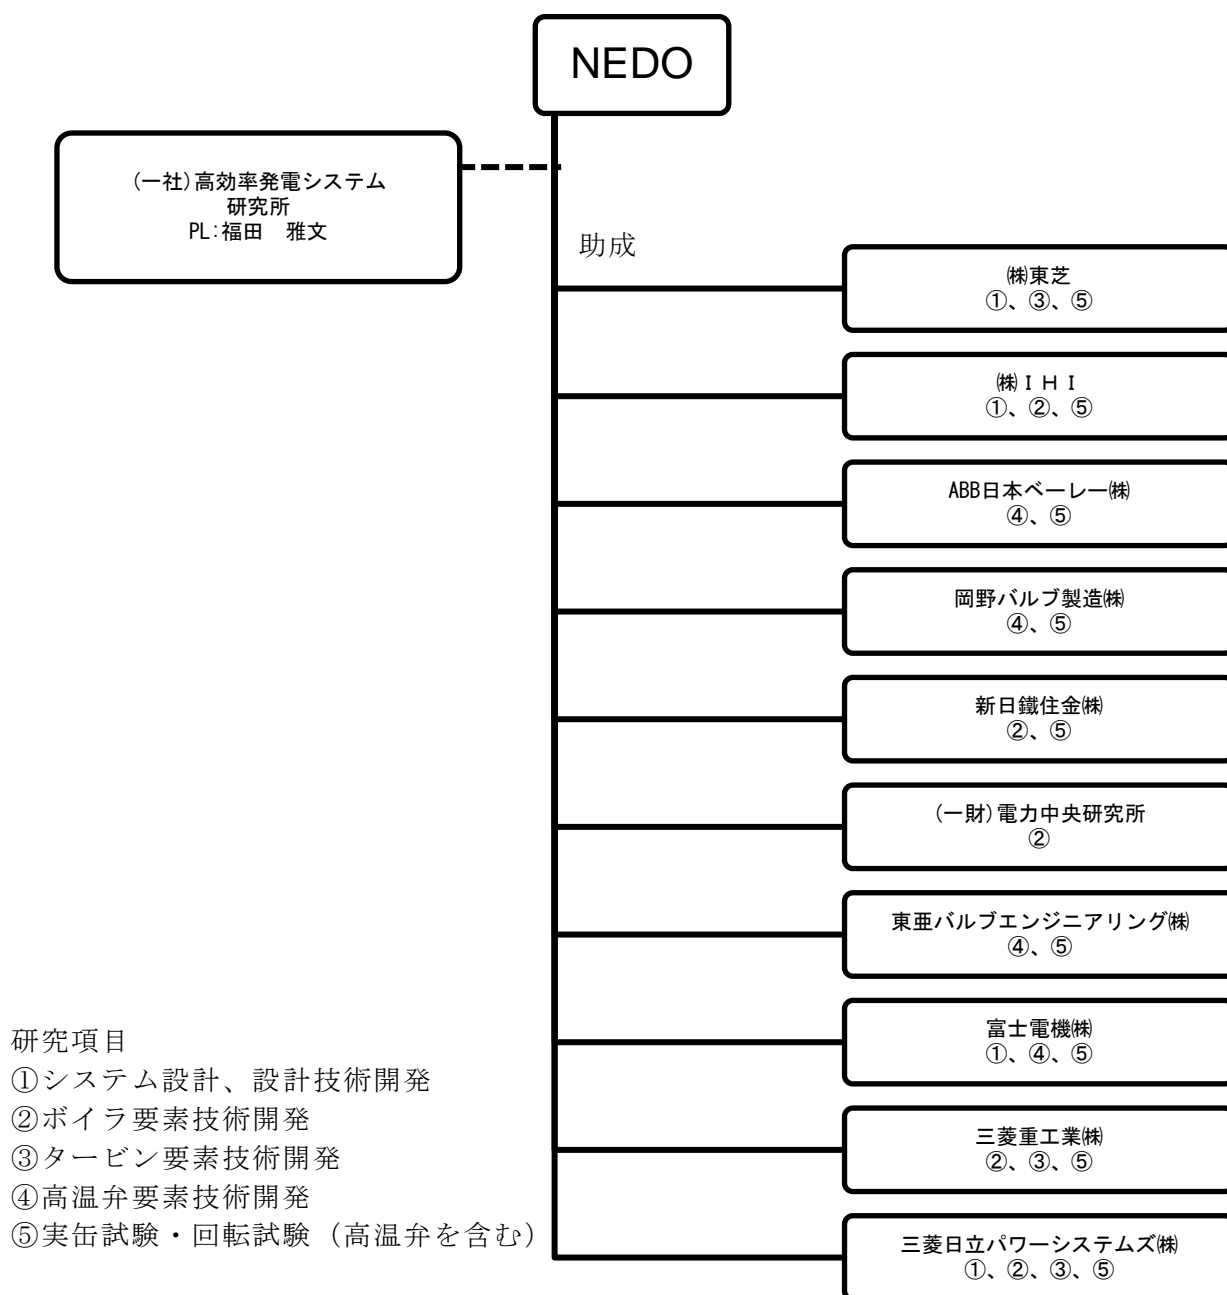 NEDO
(一社)高効率発電システム
研究所
PL:福田　雅文
助成
㈱東芝
①、③、⑤
㈱ＩＨＩ
①、②、⑤
ABB日本ベーレー㈱
④、⑤
岡野バルブ製造㈱
④、⑤
新日鐵住金㈱
②、⑤
(一財)電力中央研究所
②
東亜バルブエンジニアリング㈱
④、⑤
富士電機㈱
①、④、⑤
三菱重工業㈱
②、③、⑤
三菱日立パワーシステムズ㈱
①、②、③、⑤
研究項目
①システム設計、設計技術開発
②ボイラ要素技術開発
③タービン要素技術開発
④高温弁要素技術開発
⑤実缶試験・回転試験（高温弁を含む）